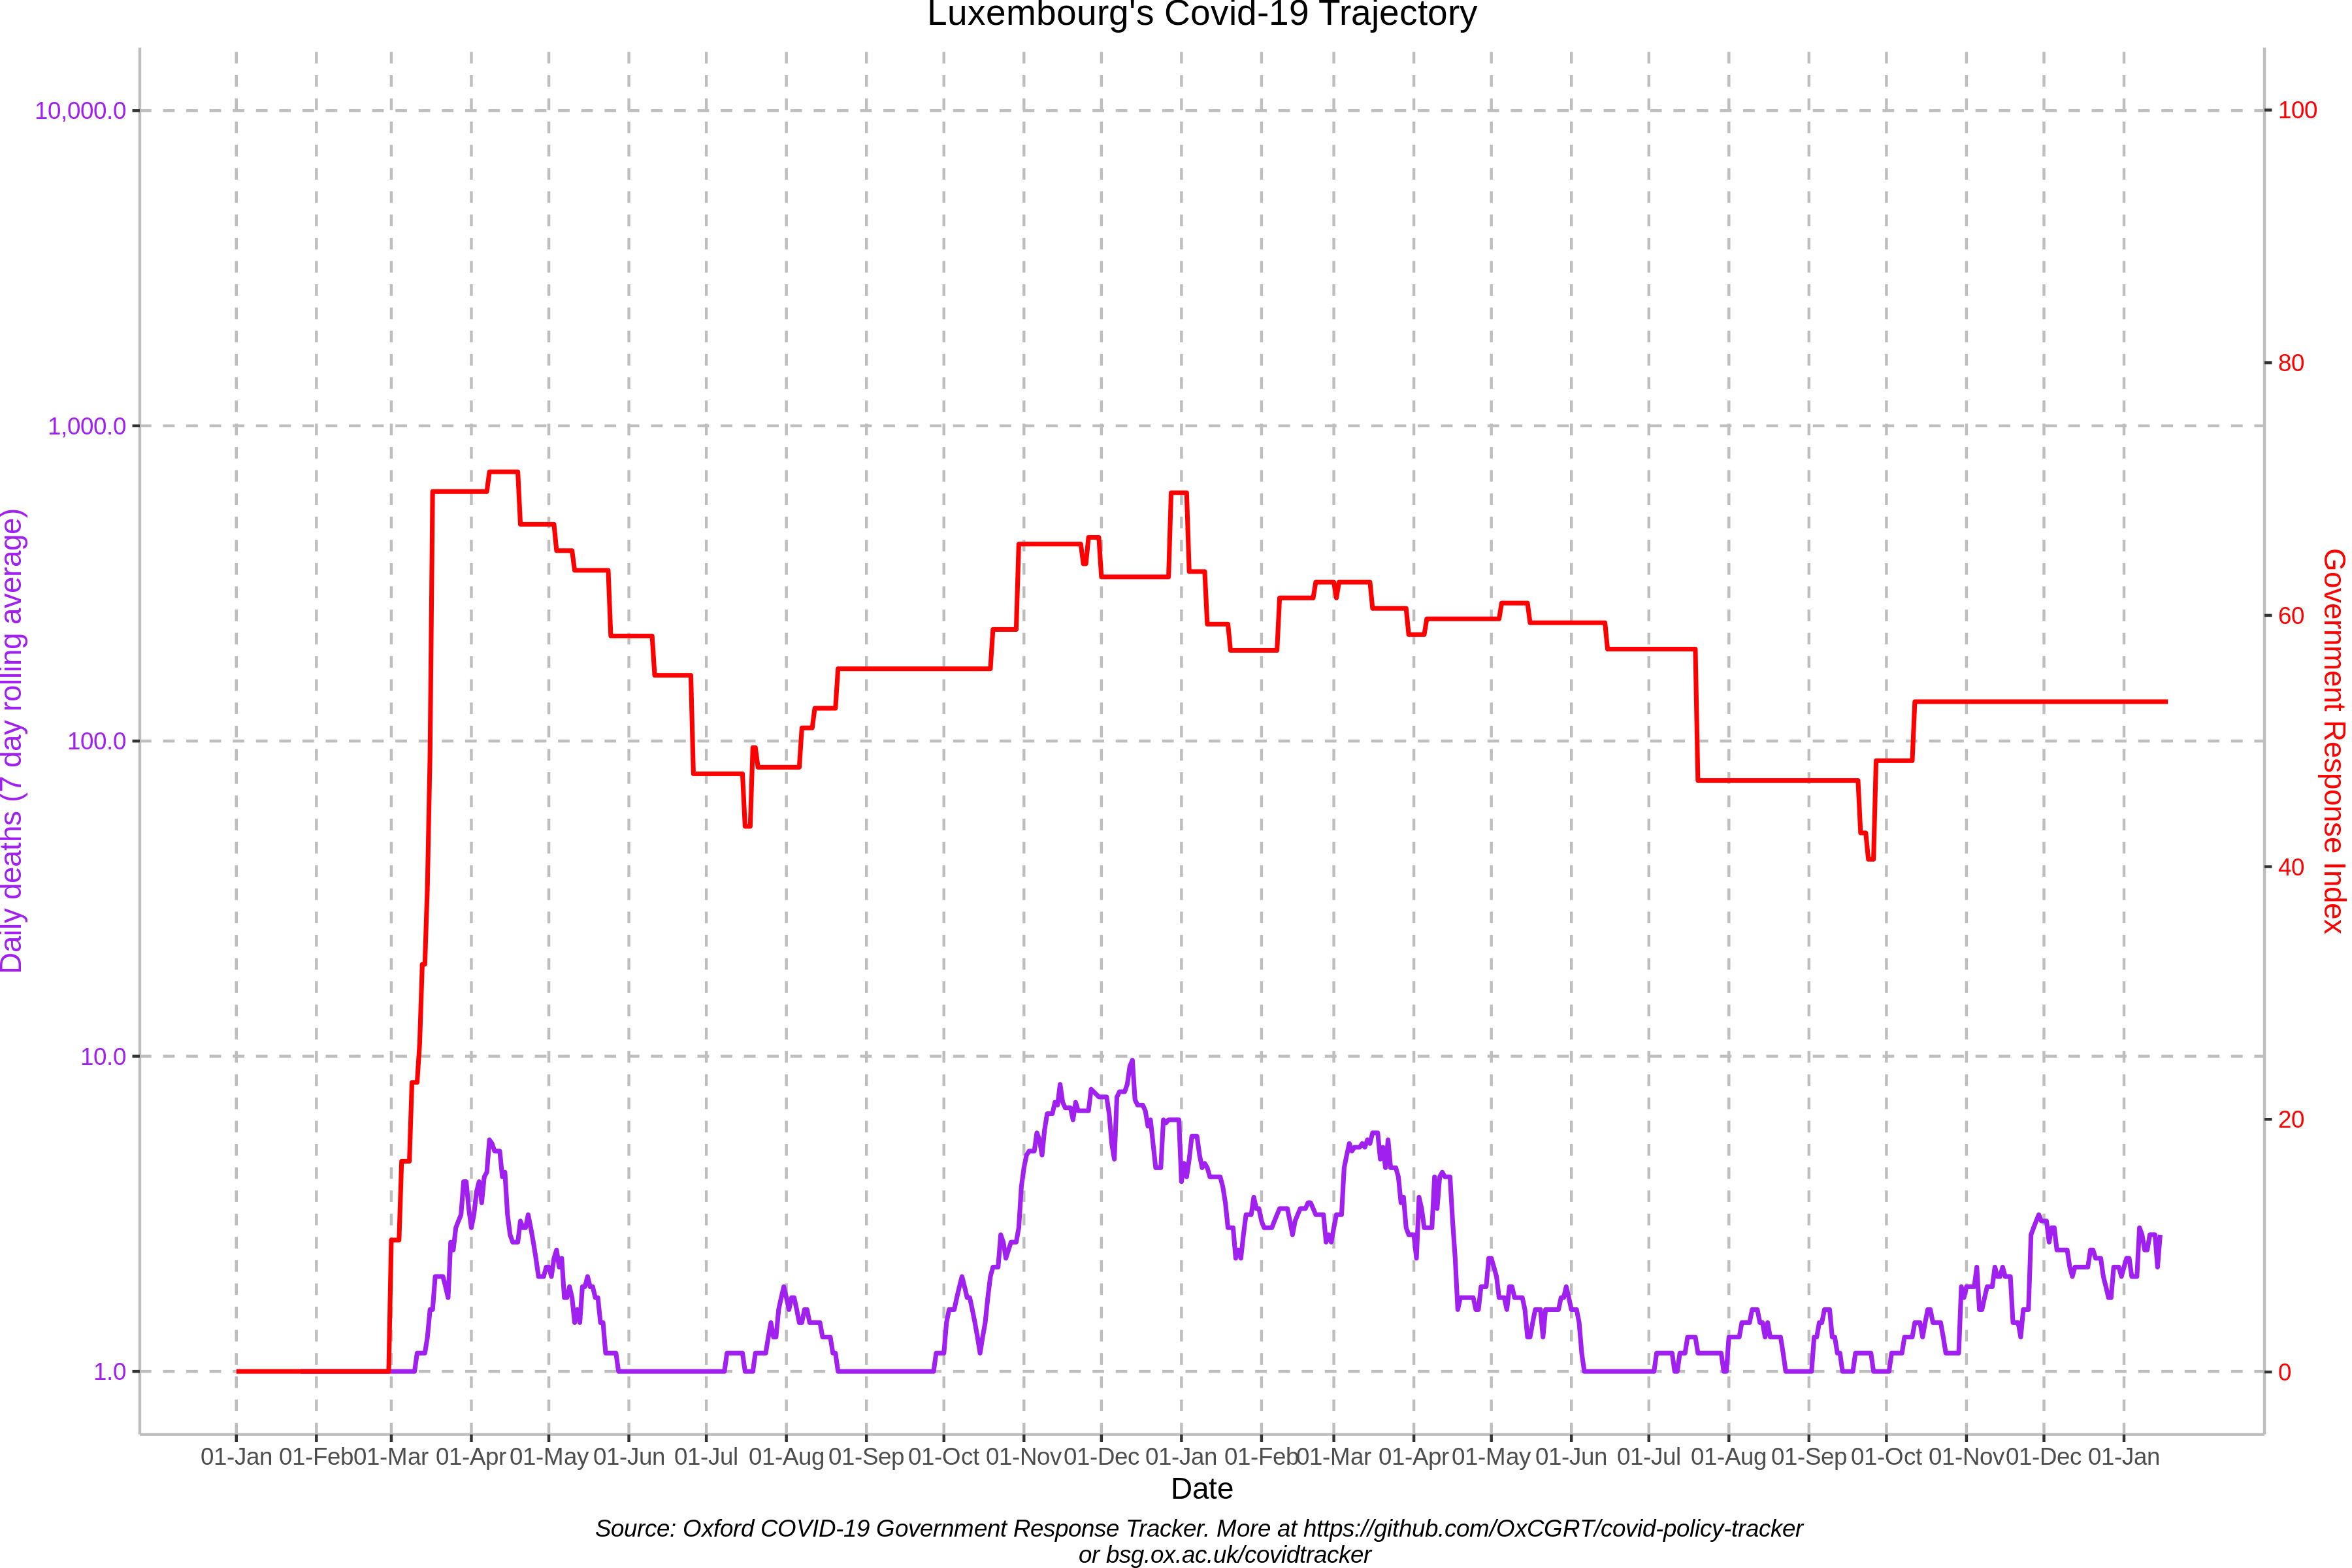 Luxembourg's Covid-19 Trajectory
10,000.0
1,000.0
100.0
10.0
1.0
Daily deaths (7 day rolling average)
100
80
60
40
20
0
Government Response Index
01-Jan 01-Feb 01-Mar 01-Apr 01-May 01-Jun 01-Jul 01-Aug 01-Sep 01-Oct 01-Nov 01-Dec 01-Jan 01-Feb 01-Mar 01-Apr 01-May 01-Jun 01-Jul 01-Aug 01-Sep 01-Oct 01-Nov 01-Dec 01-Jan
Date
Source: Oxford COVID-19 Government Response Tracker. More at https://github.com/OxCGRT/covid-policy-tracker
or bsg.ox.ac.uk/covidtracker